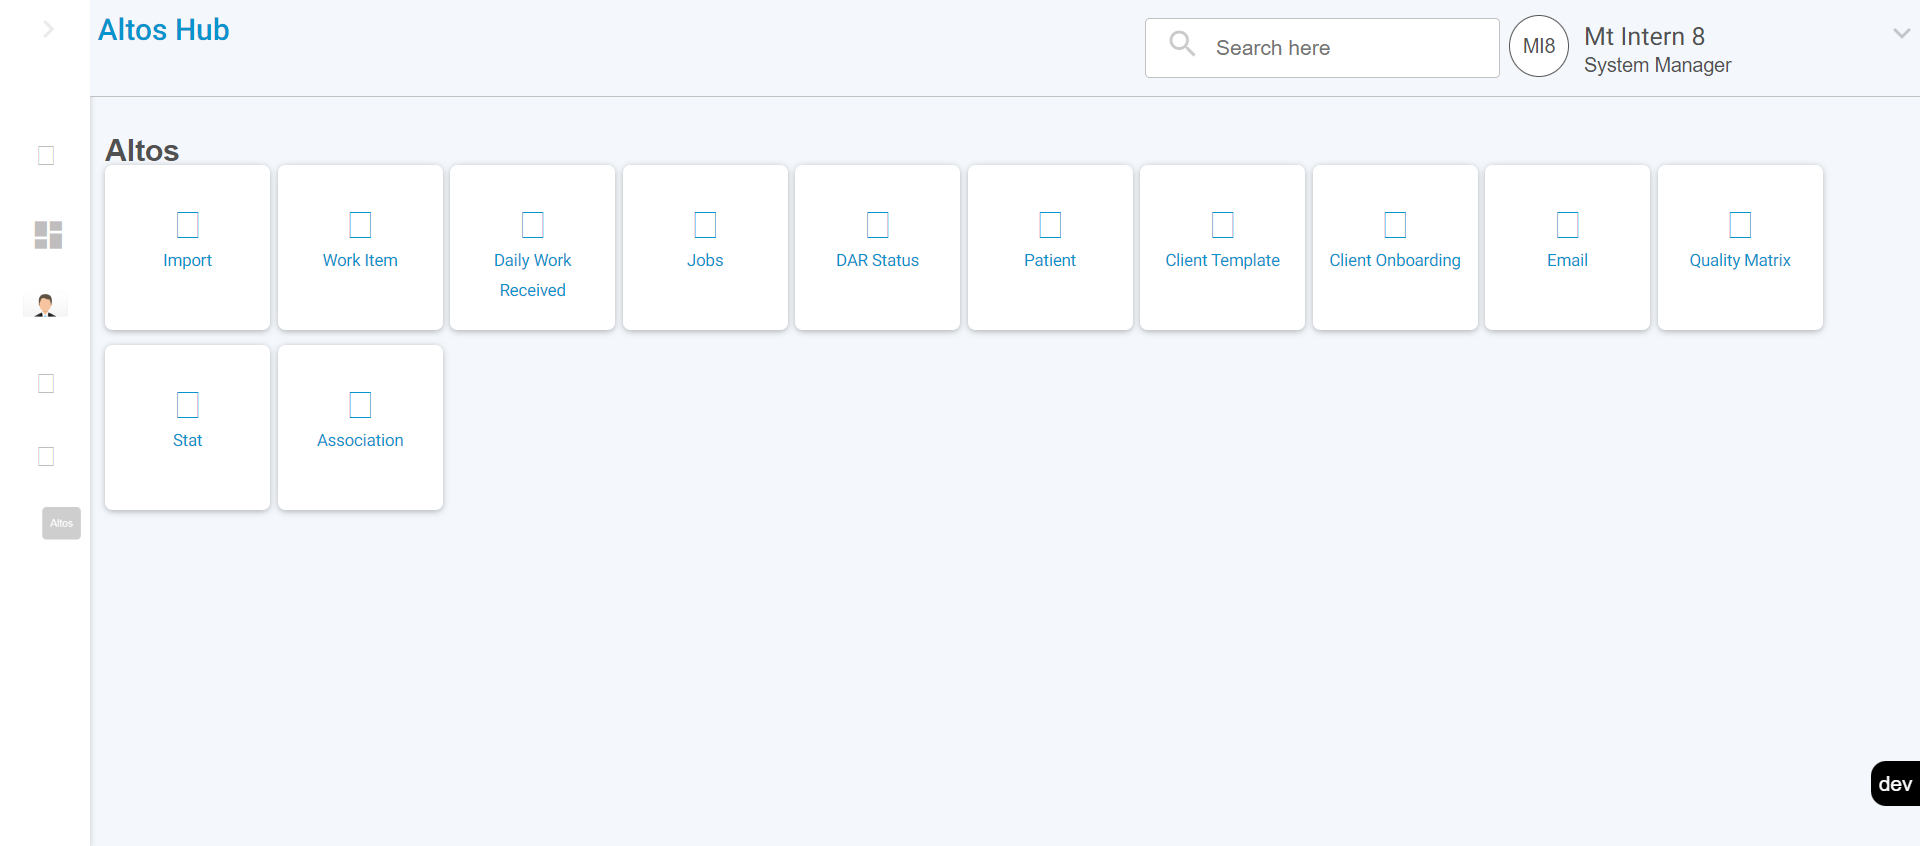 Altos Hub
Search here
MI8
Mt Intern 8
System Manager
Altos
Import
Work Item
Daily Work
Received
Jobs
DAR Status
Patient
Client Template
Client Onboarding
Email
Quality Matrix
Stat
Association
Altos
dev